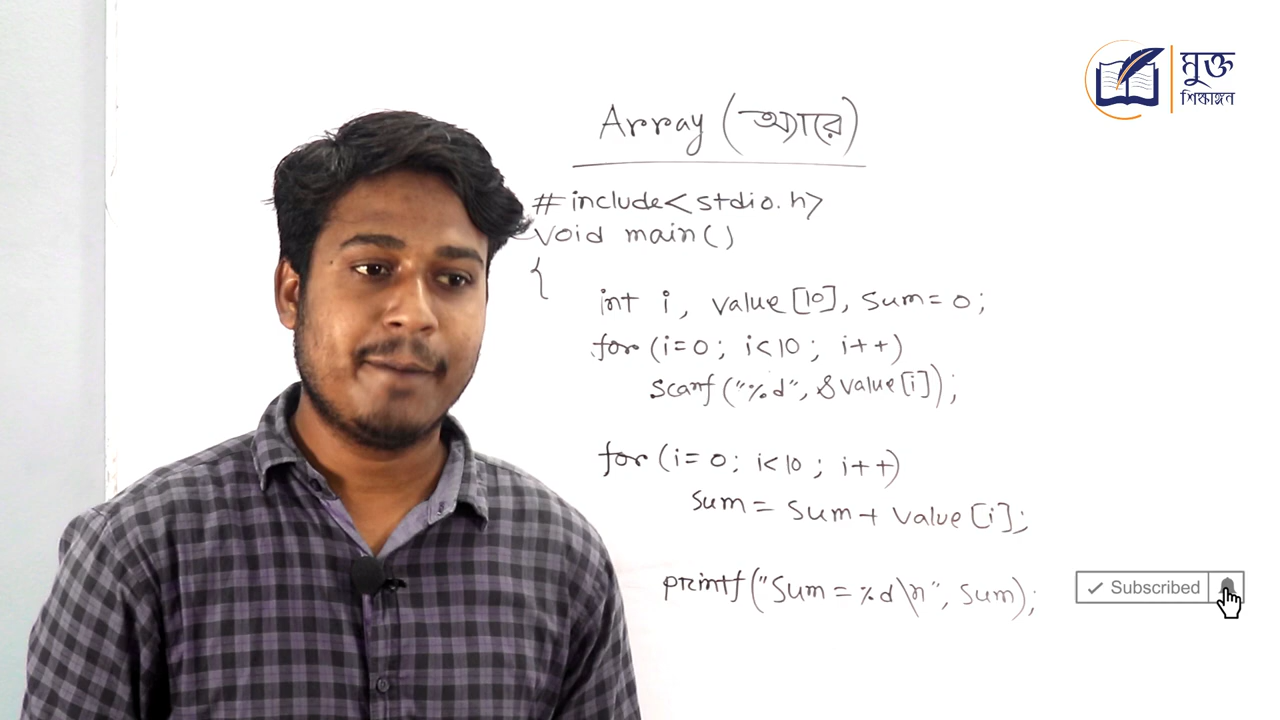 মুক্ত
শিক্ষাঙ্গন
Array (অ্যারে)
#include<stdio.h>
void main()
{
int i, value[10], sum=0;
for (i=0; i<10; i++)
scanf("%d", &value[i]);
for (i=0; i<10; i++)
sum = sum + value[i];
printf("Sum = %d\n", sum);
Subscribed